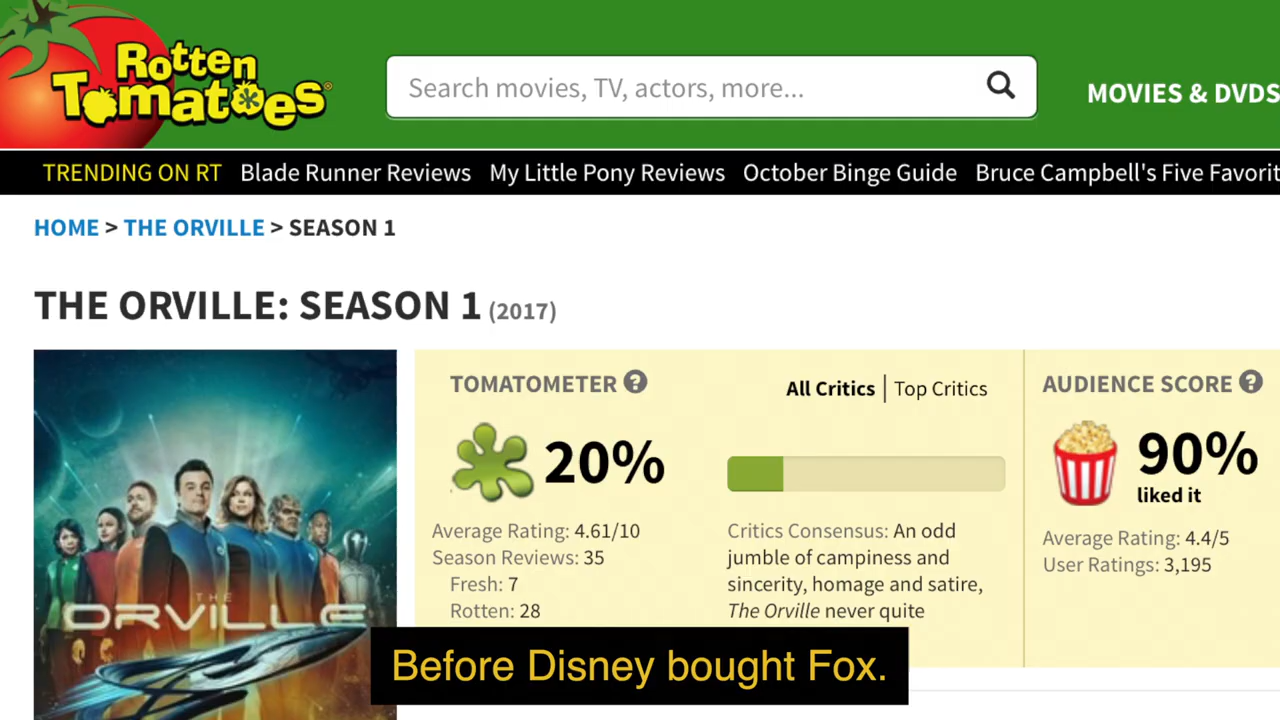 Rotten
Tomatoes®
Search movies, TV, actors, more...
MOVIES & DVDS
TRENDING ON RT Blade Runner Reviews My Little Pony Reviews October Binge Guide Bruce Campbell's Five Favorit
HOME > THE ORVILLE > SEASON 1
THE ORVILLE: SEASON 1 (2017)
TOMATOMETER ?
All Critics | Top Critics
20%
Average Rating: 4.61/10
Season Reviews: 35
Fresh: 7
Rotten: 28
Critics Consensus: An odd
jumble of campiness and
sincerity, homage and satire,
The Orville never quite
AUDIENCE SCORE ?
90%
liked it
Average Rating: 4.4/5
User Ratings: 3,195
THE
ORVILLE
Before Disney bought Fox.